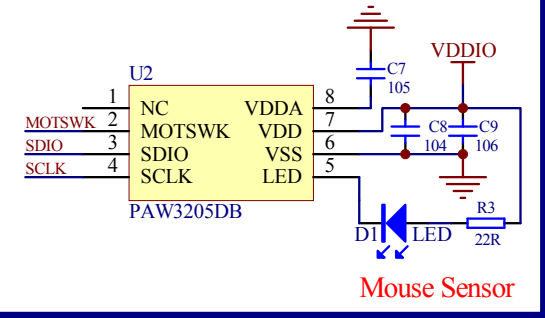 VDDIO
C7
105
U2
1 NC VDDA 8
MOTSWK 2 MOTSWK VDD 7
SDIO 3 SDIO VSS 6
SCLK 4 SCLK LED 5
C8 C9
104 106
PAW3205DB
R3
D1 LED 22R
Mouse Sensor